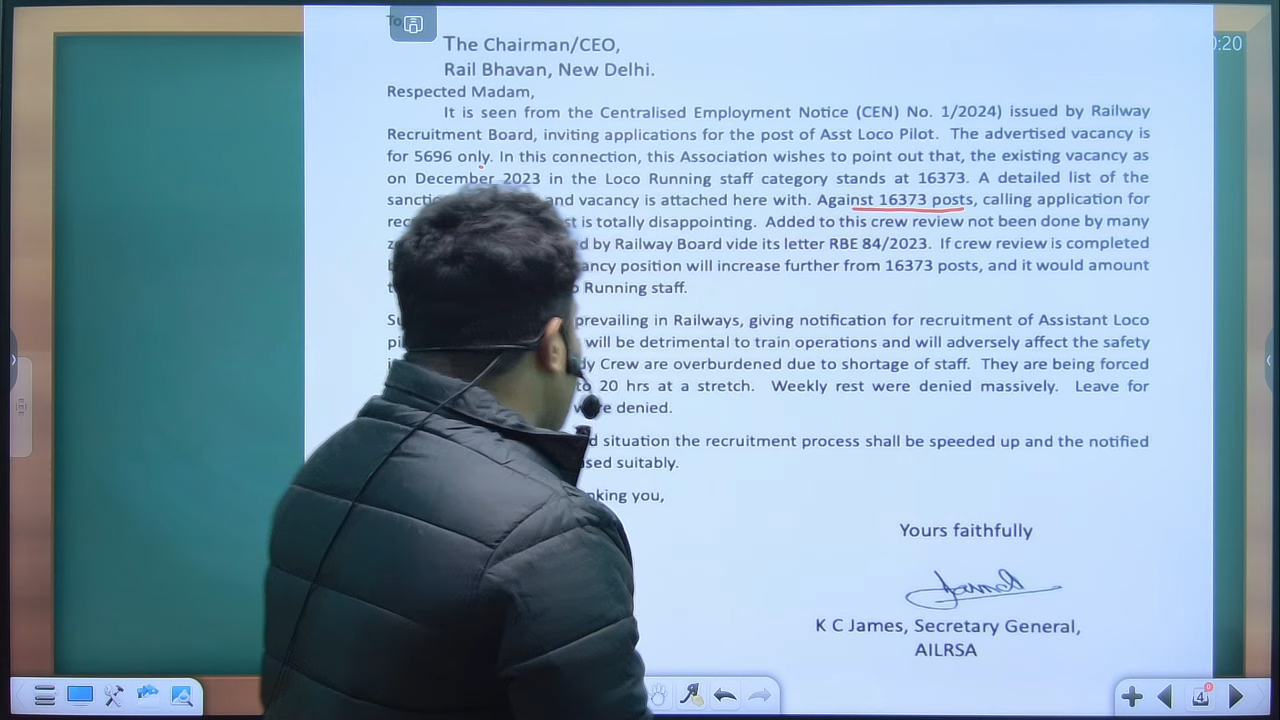 To
0:20
The Chairman/CEO,
Rail Bhavan, New Delhi.
Respected Madam,
It is seen from the Centralised Employment Notice (CEN) No. 1/2024) issued by Railway
Recruitment Board, inviting applications for the post of Asst Loco Pilot. The advertised vacancy is
for 5696 only. In this connection, this Association wishes to point out that, the existing vacancy as
on December 2023 in the Loco Running staff category stands at 16373. A detailed list of the
and vacancy is attached here with. Against 16373 posts, calling application for
is totally disappointing. Added to this crew review not been done by many
by Railway Board vide its letter RBE 84/2023. If crew review is completed
position will increase further from 16373 posts, and it would amount
Running staff.
prevailing in Railways, giving notification for recruitment of Assistant Loco
will be detrimental to train operations and will adversely affect the safety
Crew are overburdened due to shortage of staff. They are being forced
to 20 hrs at a stretch. Weekly rest were denied massively. Leave for
were denied.
situation the recruitment process shall be speeded up and the notified
suitably.
you,
Yours faithfully
K C James, Secretary General,
AILRSA
4